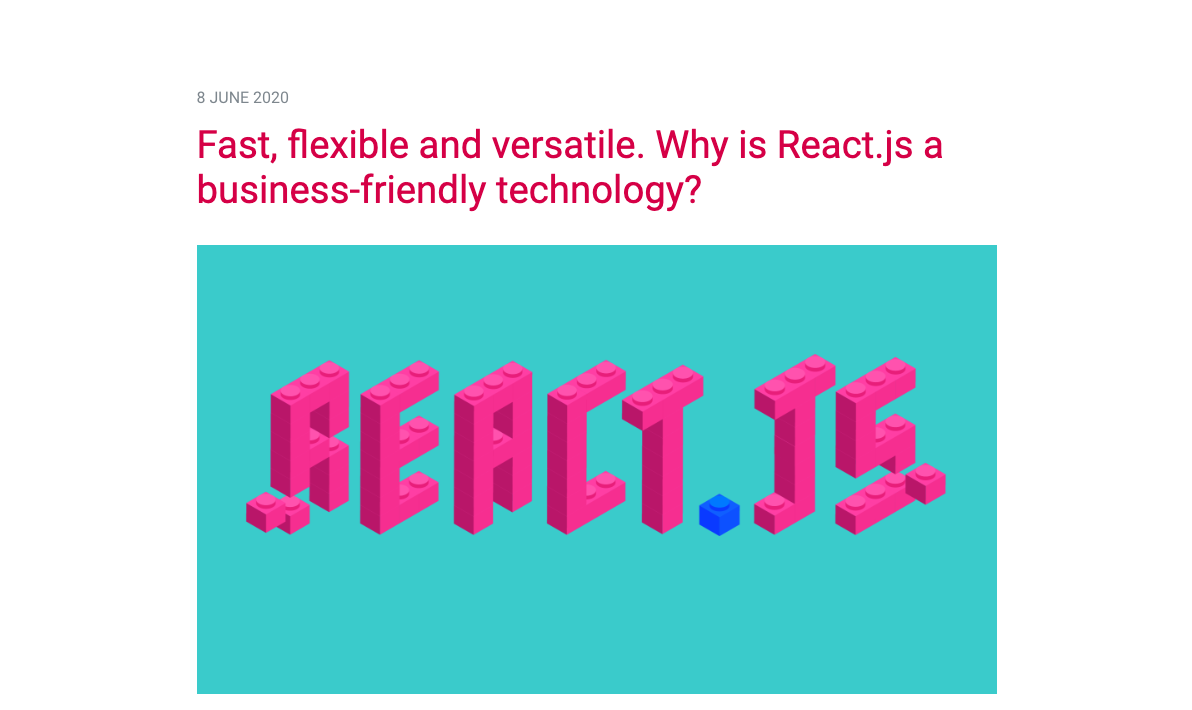 8 JUNE 2020
Fast, flexible and versatile. Why is React.js a
business-friendly technology?
REACT.JS